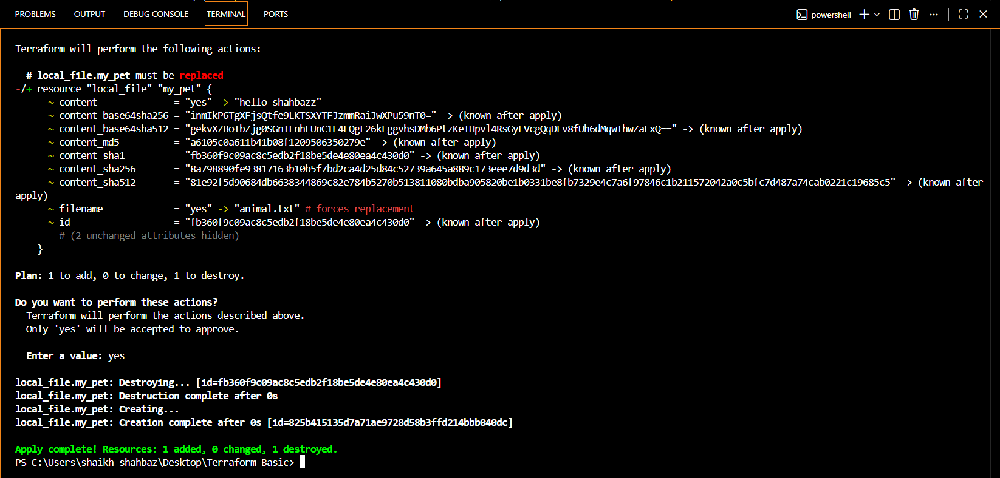 PROBLEMS OUTPUT DEBUG CONSOLE TERMINAL PORTS powershell
Terraform will perform the following actions:
# local_file.my_pet must be replaced
-/+ resource "local_file" "my_pet" {
~ content = "yes" -> "hello shahbazz"
~ content_base64sha256 = "inmIkP6TgXFjsQtfe9LKTSXYTFJzmmRaiJwXPu59nT0=" -> (known after apply)
~ content_base64sha512 = "gekvXZBoTbZjg0SGnILnhLUnC1E4EQgL26kFggvhsDMb6PtzKeTHpvl4RsGyEVcgQqDFv8fUh6dMqwIhwZaFxQ==" -> (known after apply)
~ content_md5 = "a6105c0a611b41b08f1209506350279e" -> (known after apply)
~ content_sha1 = "fb360f9c09ac8c5edb2f18be5de4e80ea4c430d0" -> (known after apply)
~ content_sha256 = "8a798890fe93817163b10b5f7bd2ca4d25d84c52739a645a889c173eee7d9d3d" -> (known after apply)
~ content_sha512 = "81e92f5d90684db6638344869c82e784b5270b513811080bdba905820be1b0331be8fb7329e4c7a6f97846c1b211572042a0c5bfc7d487a74cab0221c19685c5" -> (known after
apply)
~ filename = "yes" -> "animal.txt" # forces replacement
~ id = "fb360f9c09ac8c5edb2f18be5de4e80ea4c430d0" -> (known after apply)
# (2 unchanged attributes hidden)
}
Plan: 1 to add, 0 to change, 1 to destroy.
Do you want to perform these actions?
Terraform will perform the actions described above.
Only 'yes' will be accepted to approve.
Enter a value: yes
local_file.my_pet: Destroying... [id=fb360f9c09ac8c5edb2f18be5de4e80ea4c430d0]
local_file.my_pet: Destruction complete after 0s
local_file.my_pet: Creating...
local_file.my_pet: Creation complete after 0s [id=825b415135d7a71ae9728d58b3ffd214bbb040dc]
Apply complete! Resources: 1 added, 0 changed, 1 destroyed.
PS C:\Users\shaikh shahbaz\Desktop\Terraform-Basic>